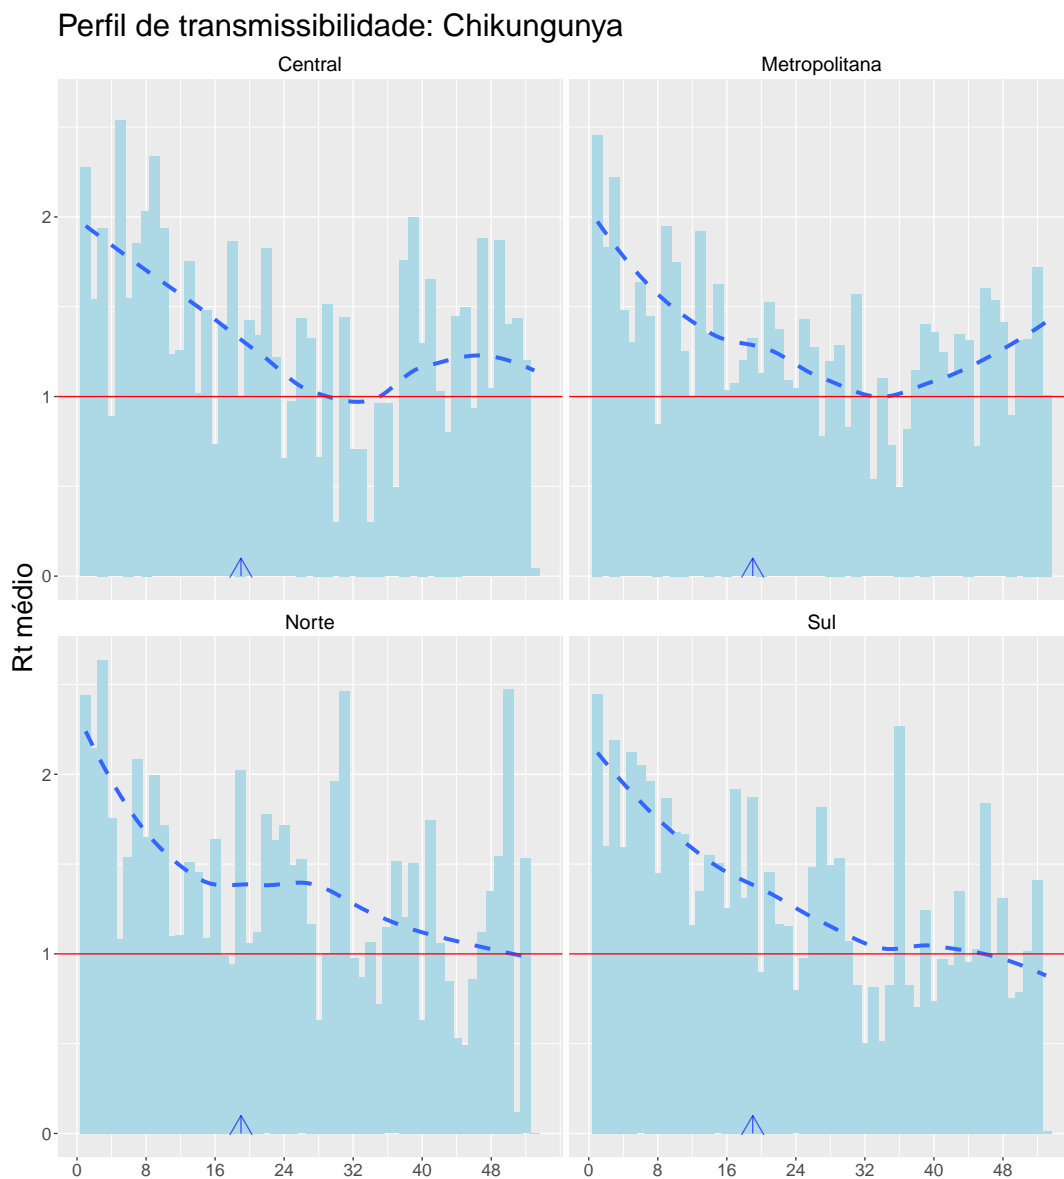 Perfil de transmissibilidade: Chikungunya
Central
Metropolitana
2
1
0
Rt médio
Norte
Sul
2
1
0
0 8 16 24 32 40 48
0 8 16 24 32 40 48